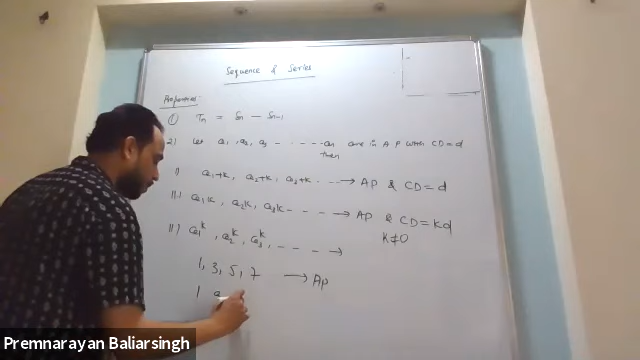 Sequence & Series
Properties:
① Tn = Sn − Sn-1
2) Let a1, a2, a3 ------ an are in A P with CD = d
then
i) a1+k, a2+k, a3+k ---→ AP & CD = d
ii) a1k, a2k, a3k ----→ AP & CD = kd
k≠0
iii) a1^k, a2^k, a3^k, ----→
1, 3, 5, 7 → AP
1
Premnarayan Baliarsingh